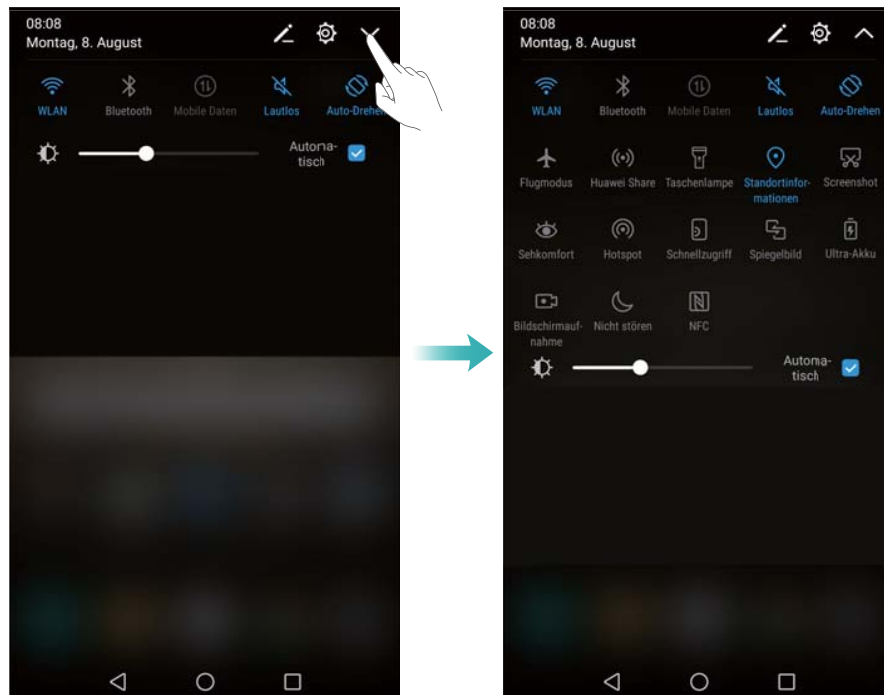 08:08
Montag, 8. August
WLAN
Bluetooth
Mobile Daten
Lautlos
Auto-Drehen
Automa-
tisch
08:08
Montag, 8. August
WLAN
Bluetooth
Mobile Daten
Lautlos
Auto-Drehen
Flugmodus
Huawei Share
Taschenlampe
Standortinfor-
mationen
Screenshot
Sehkomfort
Hotspot
Schnellzugriff
Spiegelbild
Ultra-Akku
Bildschirmauf-
nahme
Nicht stören
NFC
Automa-
tisch